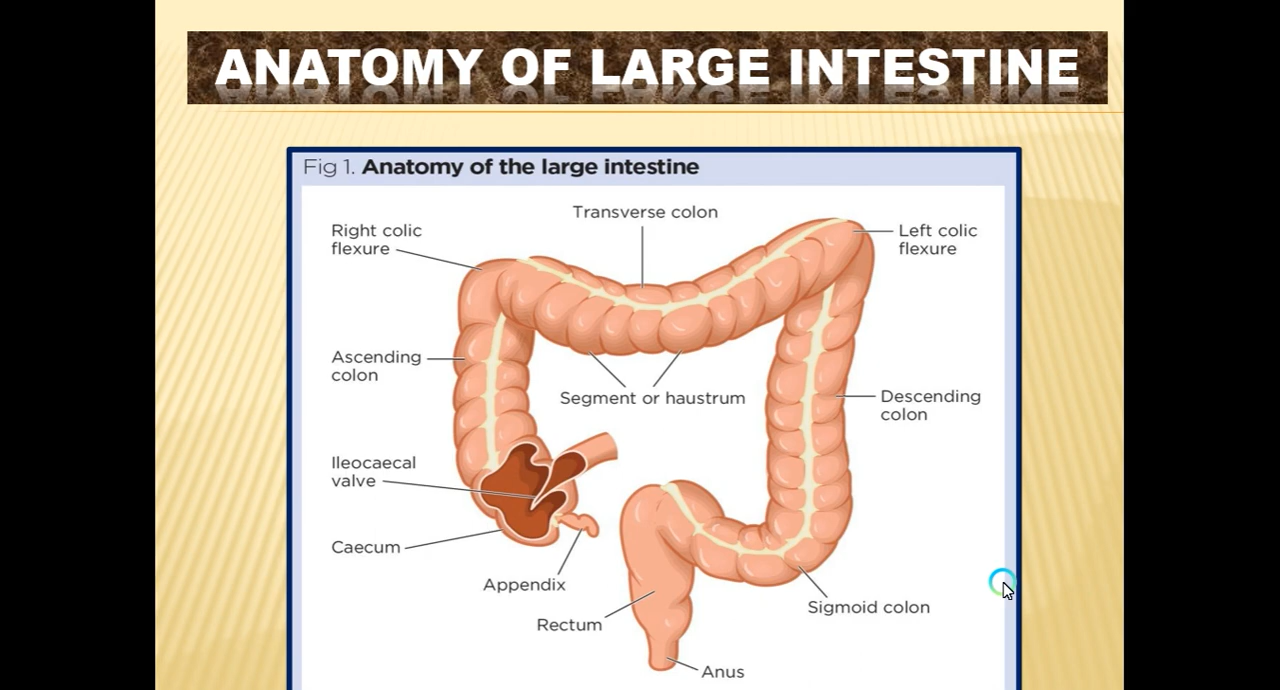 ANATOMY OF LARGE INTESTINE
Fig 1. Anatomy of the large intestine
Transverse colon
Right colic
flexure
Left colic
flexure
Ascending
colon
Segment or haustrum
Descending
colon
Ileocaecal
valve
Caecum
Appendix
Sigmoid colon
Rectum
Anus